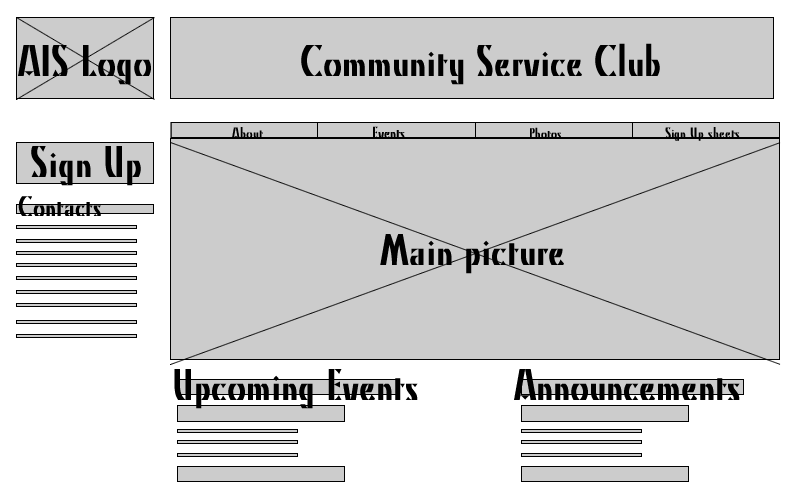 AIS Logo
Community Service Club
About
Events
Photos
Sign Up sheets
Sign Up
Contacts
Main picture
Upcoming Events
Announcements